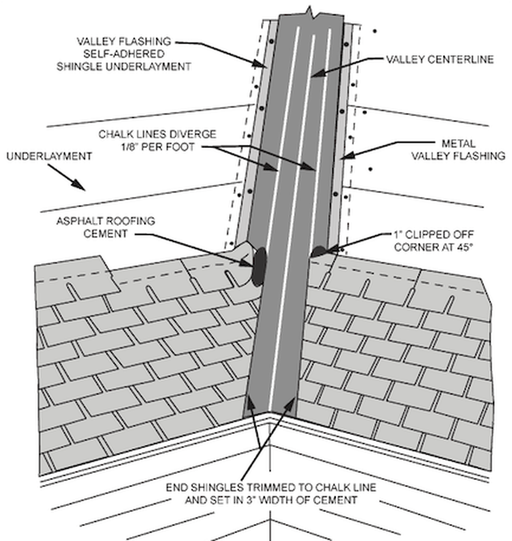 VALLEY FLASHING
SELF-ADHERED
SHINGLE UNDERLAYMENT
VALLEY CENTERLINE
CHALK LINES DIVERGE
1/8" PER FOOT
UNDERLAYMENT
METAL
VALLEY FLASHING
ASPHALT ROOFING
CEMENT
1" CLIPPED OFF
CORNER AT 45°
END SHINGLES TRIMMED TO CHALK LINE
AND SET IN 3" WIDTH OF CEMENT